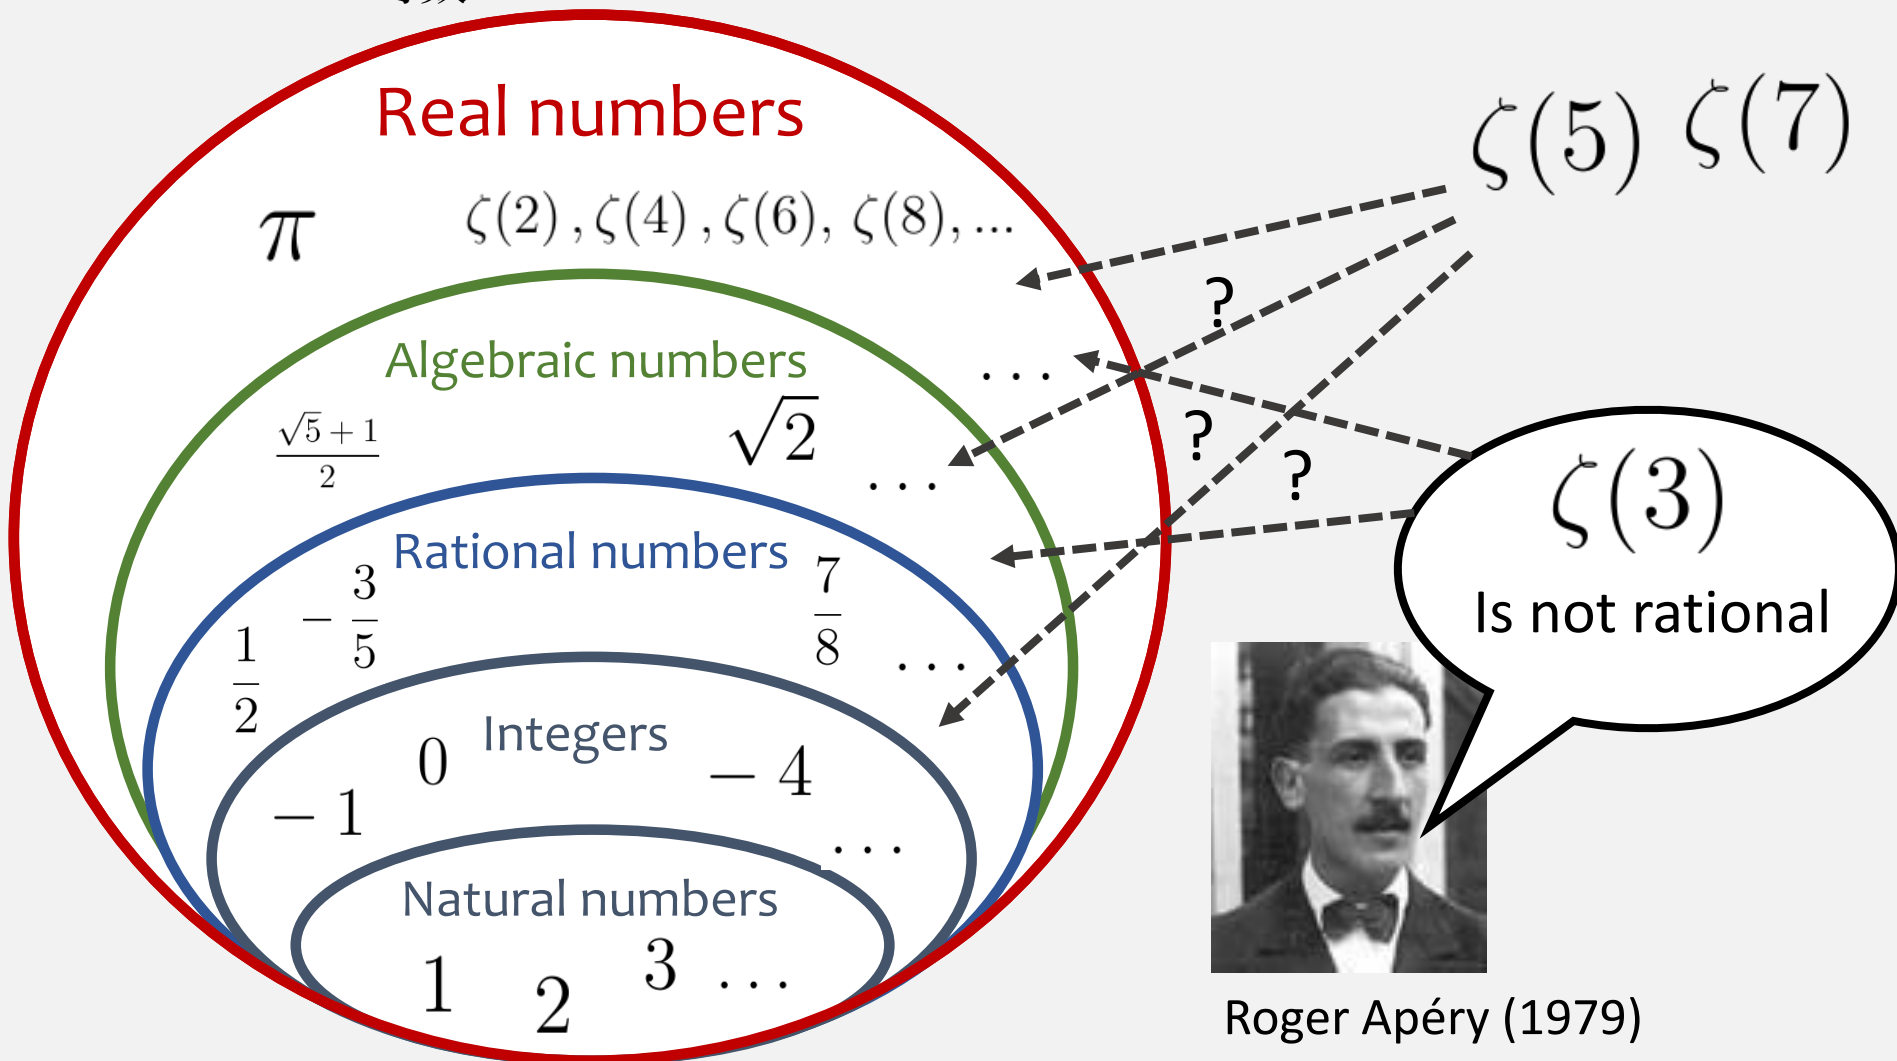 Real numbers
ζ(5) ζ(7)
π ζ(2) , ζ(4) , ζ(6), ζ(8), ...
?
Algebraic numbers
...
√5 + 1
2
√2
?
?
...
ζ(3)
Is not rational
Rational numbers
1
2
− 3
5
7
8
...
Integers
− 1
0
− 4
...
Natural numbers
1 2 3 ...
Roger Apéry (1979)